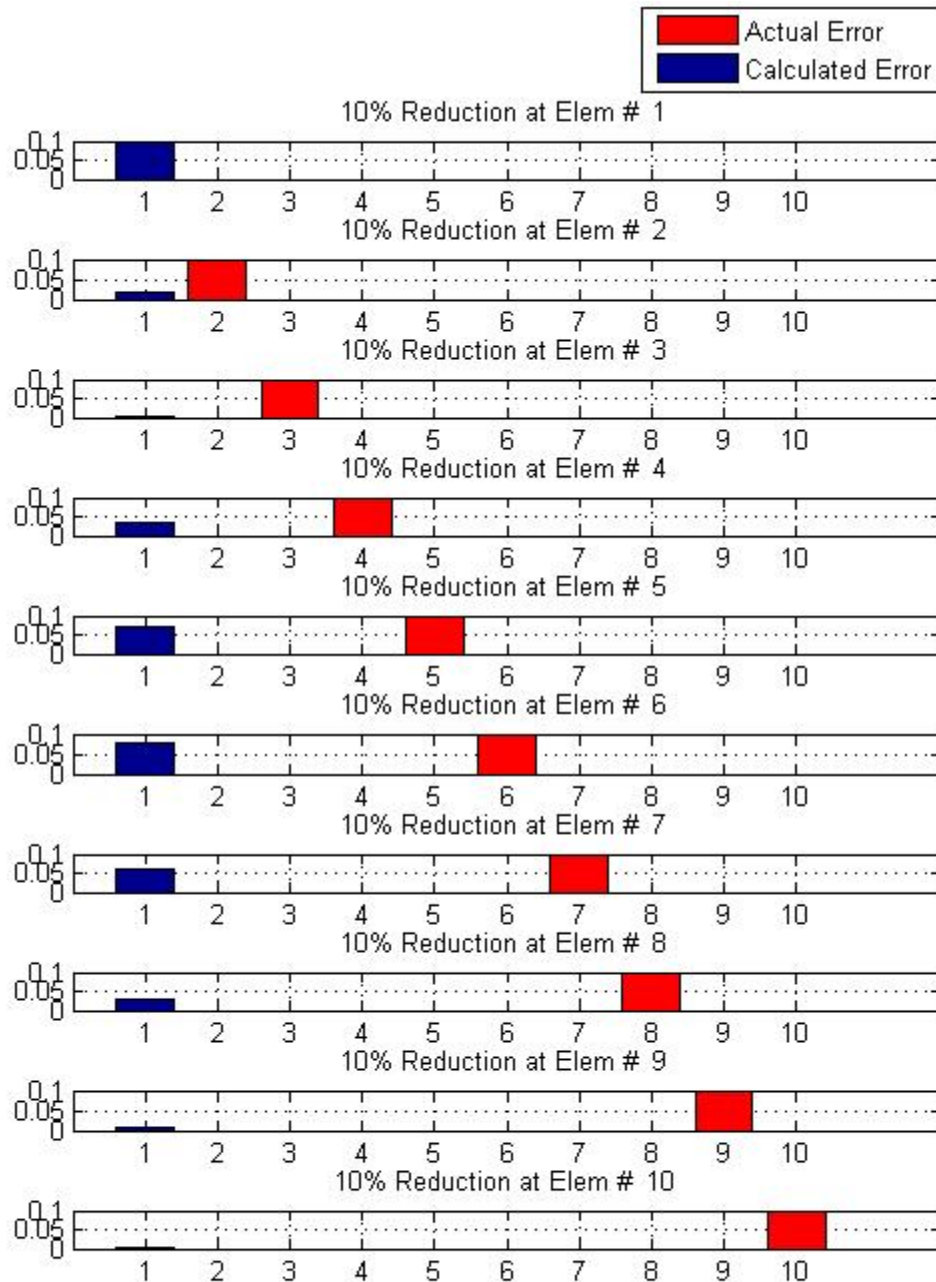 Actual Error
Calculated Error
10% Reduction at Elem # 1
0.1
0.05
0
1 2 3 4 5 6 7 8 9 10
10% Reduction at Elem # 2
0.1
0.05
0
1 2 3 4 5 6 7 8 9 10
10% Reduction at Elem # 3
0.1
0.05
0
1 2 3 4 5 6 7 8 9 10
10% Reduction at Elem # 4
0.1
0.05
0
1 2 3 4 5 6 7 8 9 10
10% Reduction at Elem # 5
0.1
0.05
0
1 2 3 4 5 6 7 8 9 10
10% Reduction at Elem # 6
0.1
0.05
0
1 2 3 4 5 6 7 8 9 10
10% Reduction at Elem # 7
0.1
0.05
0
1 2 3 4 5 6 7 8 9 10
10% Reduction at Elem # 8
0.1
0.05
0
1 2 3 4 5 6 7 8 9 10
10% Reduction at Elem # 9
0.1
0.05
0
1 2 3 4 5 6 7 8 9 10
10% Reduction at Elem # 10
0.1
0.05
0
1 2 3 4 5 6 7 8 9 10